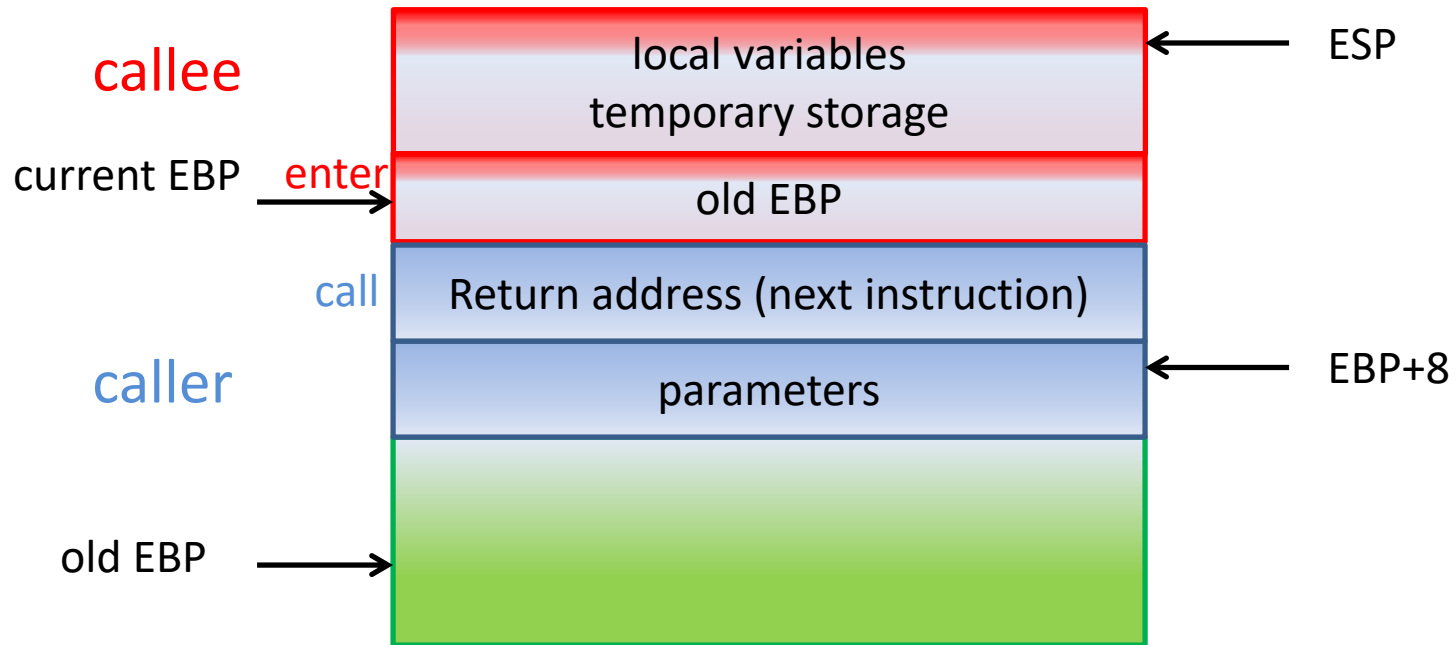 local variables
temporary storage
ESP
callee
current EBP
enter
old EBP
call
Return address (next instruction)
caller
parameters
EBP+8
old EBP